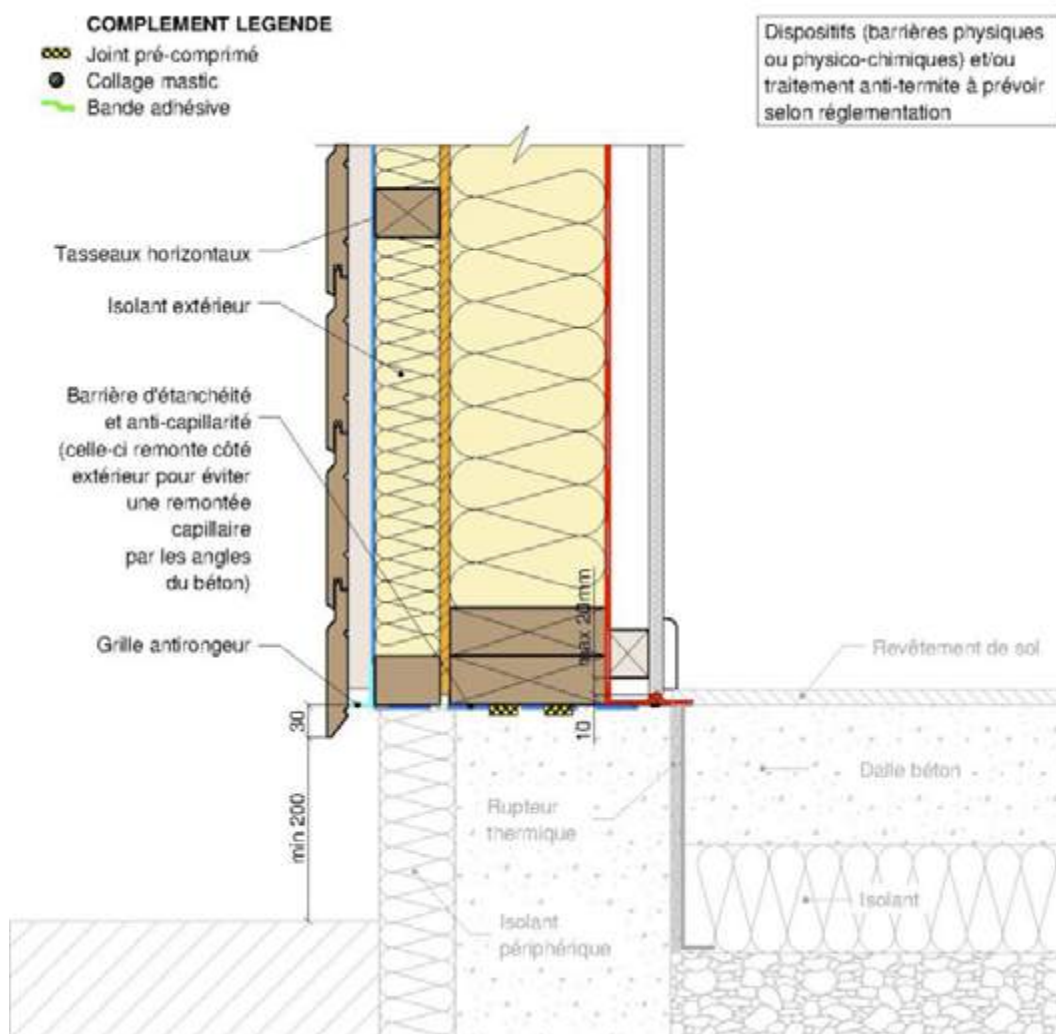 COMPLEMENT LEGENDE
Joint pré-comprimé
Collage mastic
Bande adhésive
Dispositifs (barrières physiques
ou physico-chimiques) et/ou
traitement anti-termite à prévoir
selon réglementation
Tasseaux horizontaux
Isolant extérieur
Barrière d'étanchéité
et anti-capillarité
(celle-ci remonte côté
extérieur pour éviter
une remontée
capillaire
par les angles
du béton)
Grille antirongeur
max 20mm
10
30
min 200
Revêtement de sol
Dalle béton
Rupteur
thermique
Isolant
Isolant
périphérique